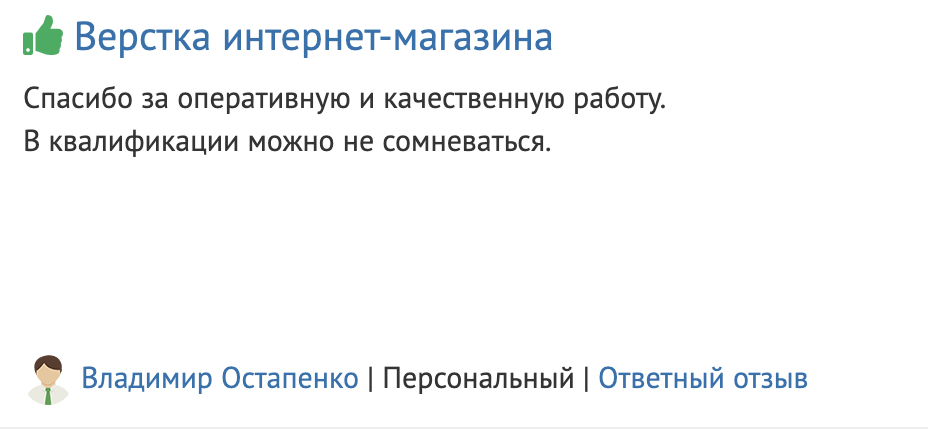 Верстка интернет-магазина
Спасибо за оперативную и качественную работу.
В квалификации можно не сомневаться.
Владимир Остапенко | Персональный | Ответный отзыв